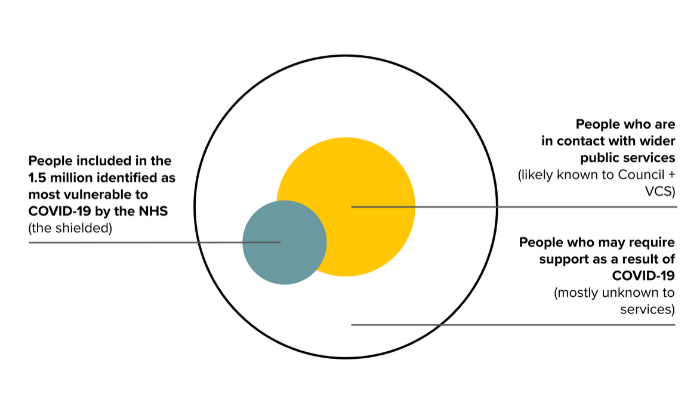 People who are
in contact with wider
public services
(likely known to Council +
VCS)
People included in the
1.5 million identified as
most vulnerable to
COVID-19 by the NHS
(the shielded)
People who may require
support as a result of
COVID-19
(mostly unknown to
services)